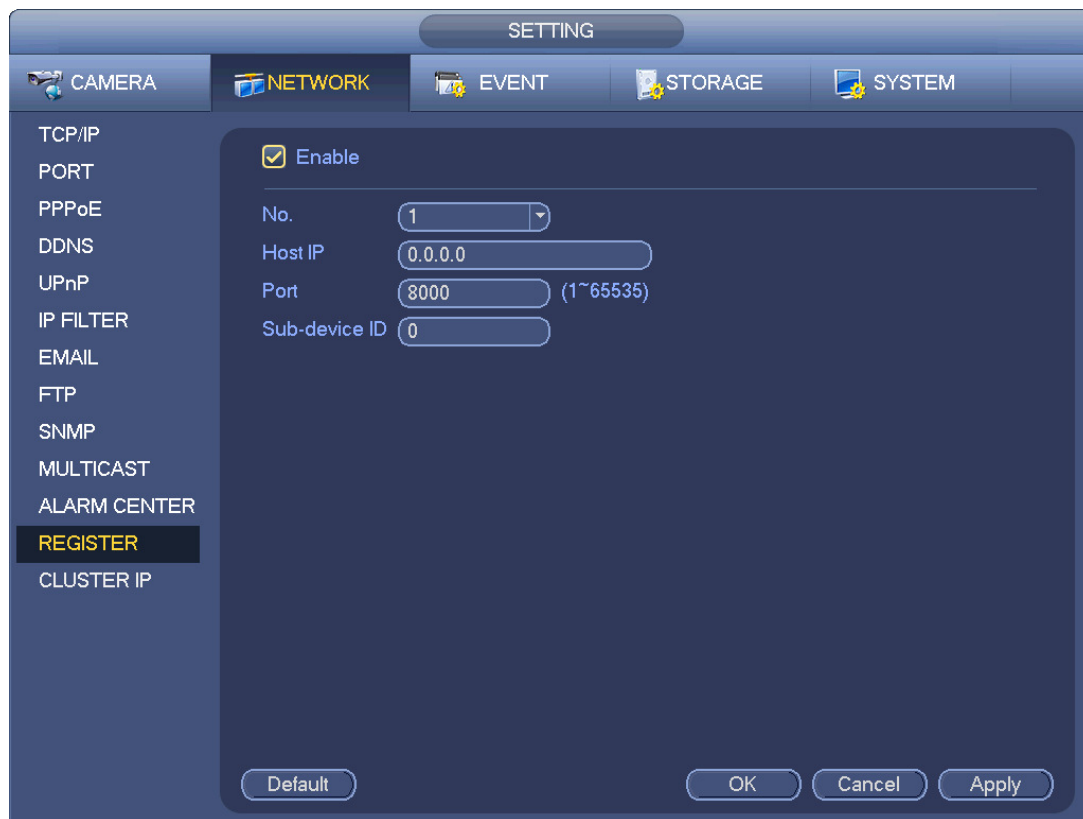 SETTING
CAMERA NETWORK EVENT STORAGE SYSTEM
TCP/IP
PORT
PPPoE
DDNS
UPnP
IP FILTER
EMAIL
FTP
SNMP
MULTICAST
ALARM CENTER
REGISTER
CLUSTER IP
Enable
No. 1
Host IP 0.0.0.0
Port 8000 (1~65535)
Sub-device ID 0
Default OK Cancel Apply